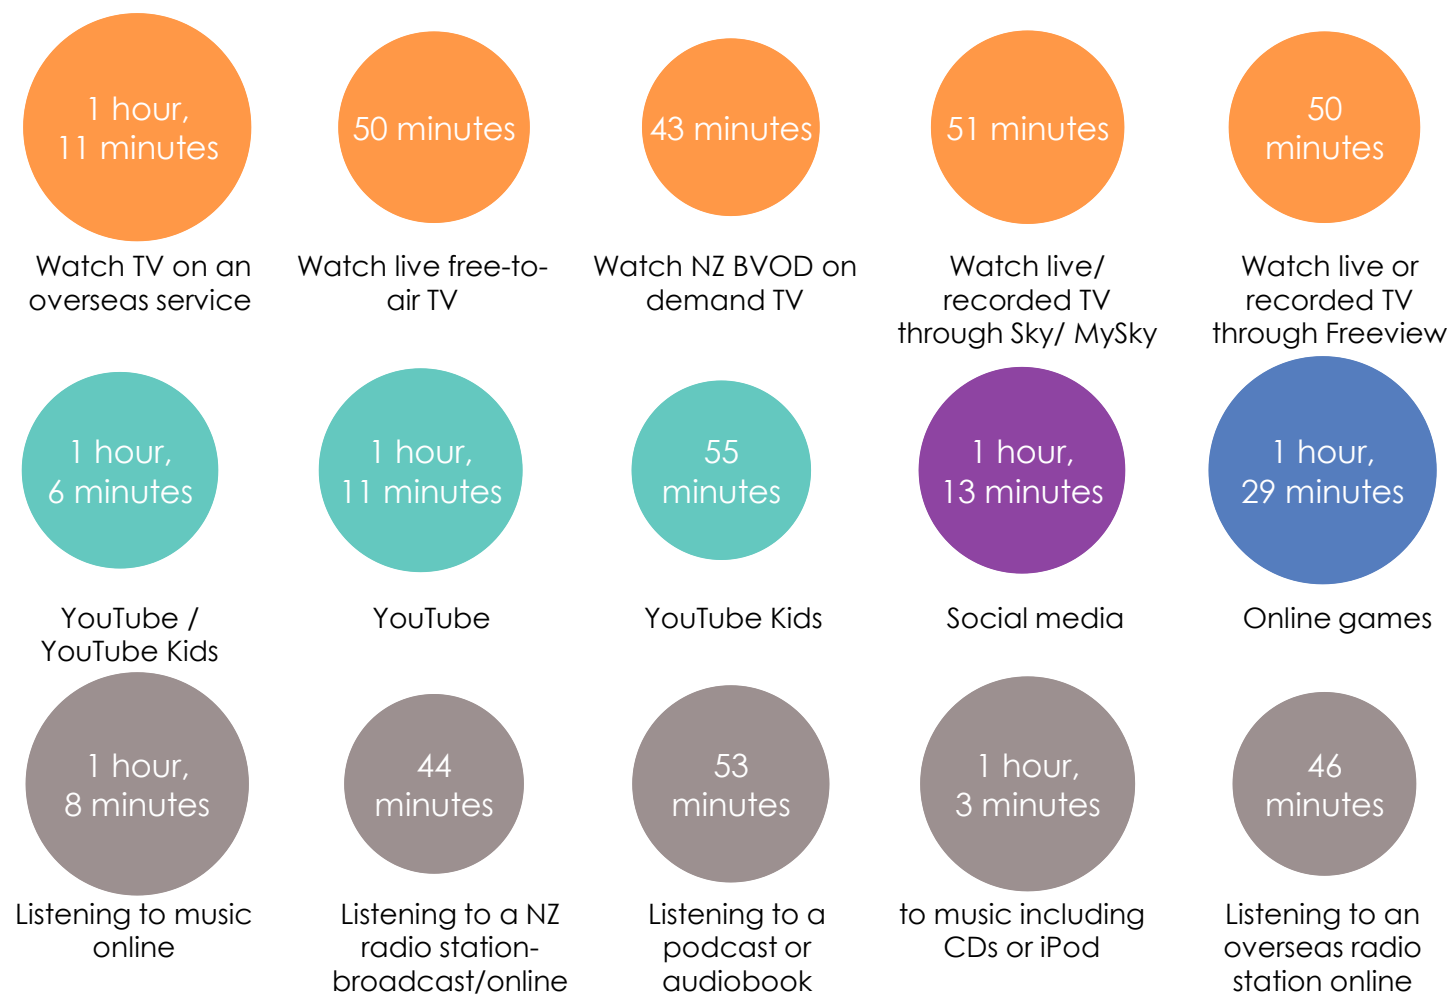 1 hour,
11 minutes
50 minutes
43 minutes
51 minutes
50
minutes
Watch TV on an
overseas service
Watch live free-to-
air TV
Watch NZ BVOD on
demand TV
Watch live/
recorded TV
through Sky/ MySky
Watch live or
recorded TV
through Freeview
1 hour,
6 minutes
1 hour,
11 minutes
55
minutes
1 hour,
13 minutes
1 hour,
29 minutes
YouTube /
YouTube Kids
YouTube
YouTube Kids
Social media
Online games
1 hour,
8 minutes
44
minutes
53
minutes
1 hour,
3 minutes
46
minutes
Listening to music
online
Listening to a NZ
radio station-
broadcast/online
Listening to a
podcast or
audiobook
to music including
CDs or iPod
Listening to an
overseas radio
station online